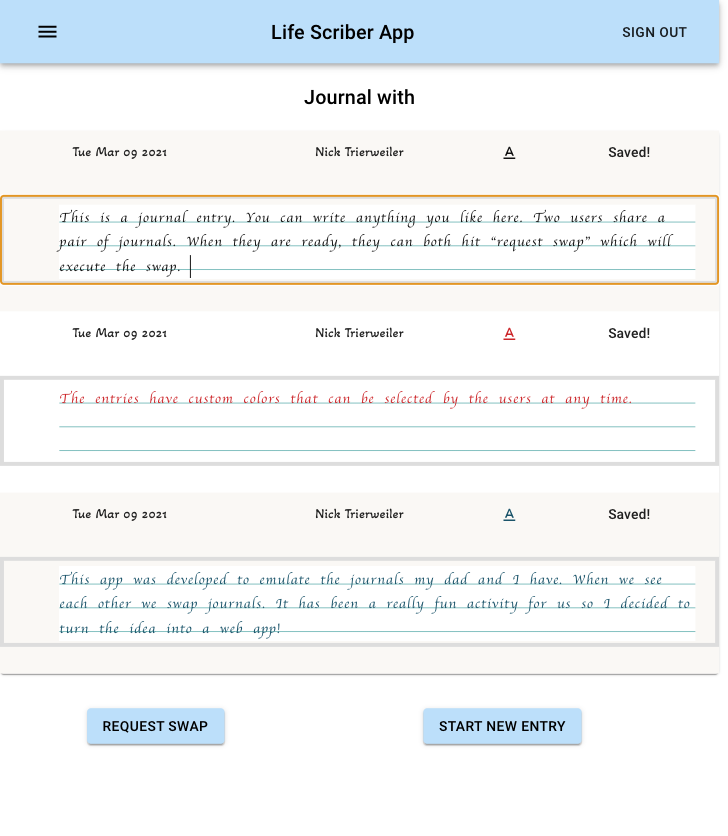 Life Scriber App
SIGN OUT
Journal with
Tue Mar 09 2021 Nick Trierweiler A Saved!
This is a journal entry. You can write anything you like here. Two users share a
pair of journals. When they are ready, they can both hit “request swap” which will
execute the swap.
Tue Mar 09 2021 Nick Trierweiler A Saved!
The entries have custom colors that can be selected by the users at any time.
Tue Mar 09 2021 Nick Trierweiler A Saved!
This app was developed to emulate the journals my dad and I have. When we see
each other we swap journals. It has been a really fun activity for us so I decided to
turn the idea into a web app!
REQUEST SWAP
START NEW ENTRY